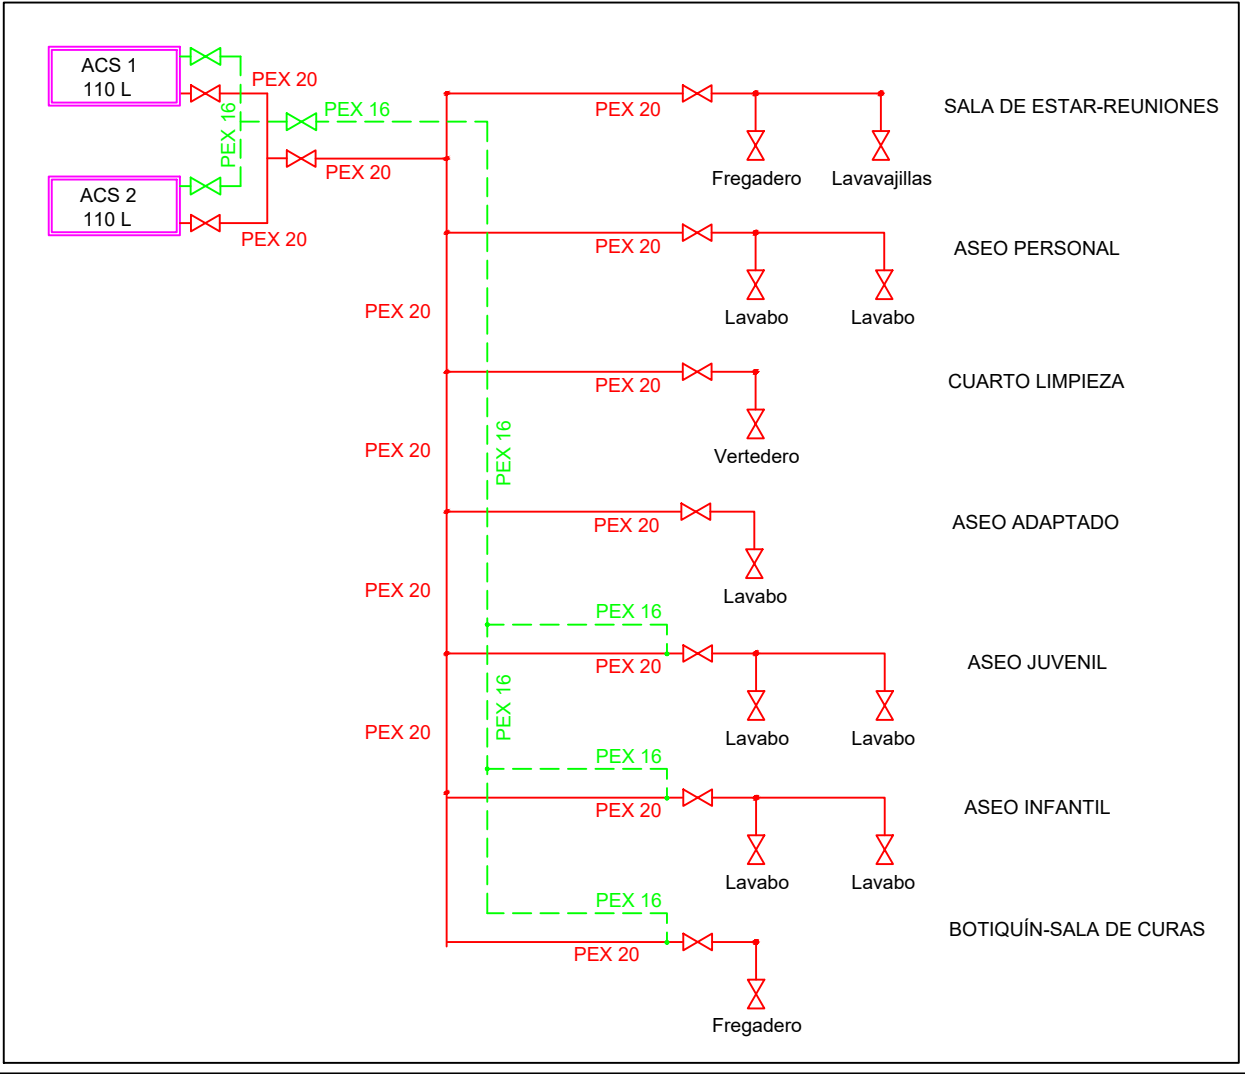 ACS 1
110 L
PEX 20
PEX 16
PEX 16
PEX 20
ACS 2
110 L
PEX 20
PEX 20
SALA DE ESTAR-REUNIONES
Fregadero
Lavavajillas
PEX 20
ASEO PERSONAL
Lavabo
Lavabo
PEX 20
PEX 20
CUARTO LIMPIEZA
Vertedero
PEX 20
PEX 16
PEX 20
ASEO ADAPTADO
Lavabo
PEX 20
PEX 16
PEX 20
ASEO JUVENIL
Lavabo
Lavabo
PEX 16
PEX 20
PEX 16
PEX 20
ASEO INFANTIL
Lavabo
Lavabo
PEX 16
PEX 20
BOTIQUÍN-SALA DE CURAS
Fregadero